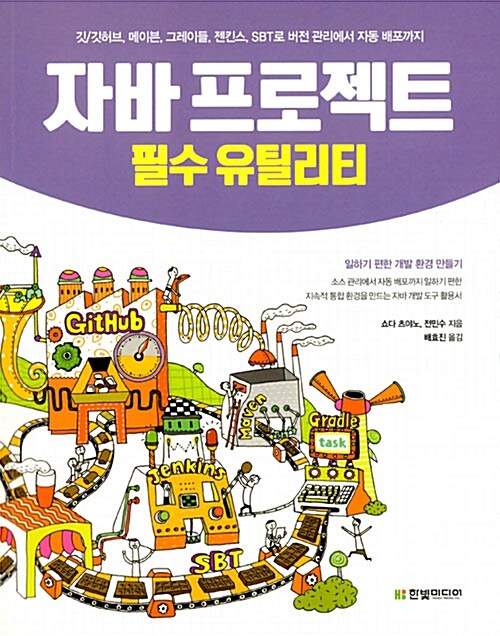 깃/깃허브, 메이븐, 그레이들, 젠킨스, SBT로 버전 관리에서 자동 배포까지
자바 프로젝트
필수 유틸리티
일하기 편한 개발 환경 만들기
소스 관리에서 자동 배포까지 일하기 편한
지속적 통합 환경을 만드는 자바 개발 도구 활용서
쇼다 츠야노, 전민수 지음
배효진 옮김
GitHub
Maven
Gradle
task
Jenkins
SBT
한빛미디어